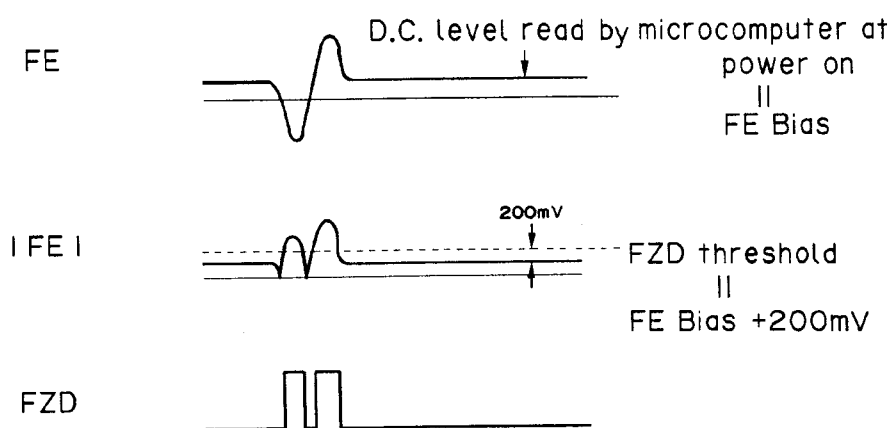 FE
D.C. level read by microcomputer at
power on
||
FE Bias
| FE |
200mV
FZD threshold
||
FE Bias +200mV
FZD